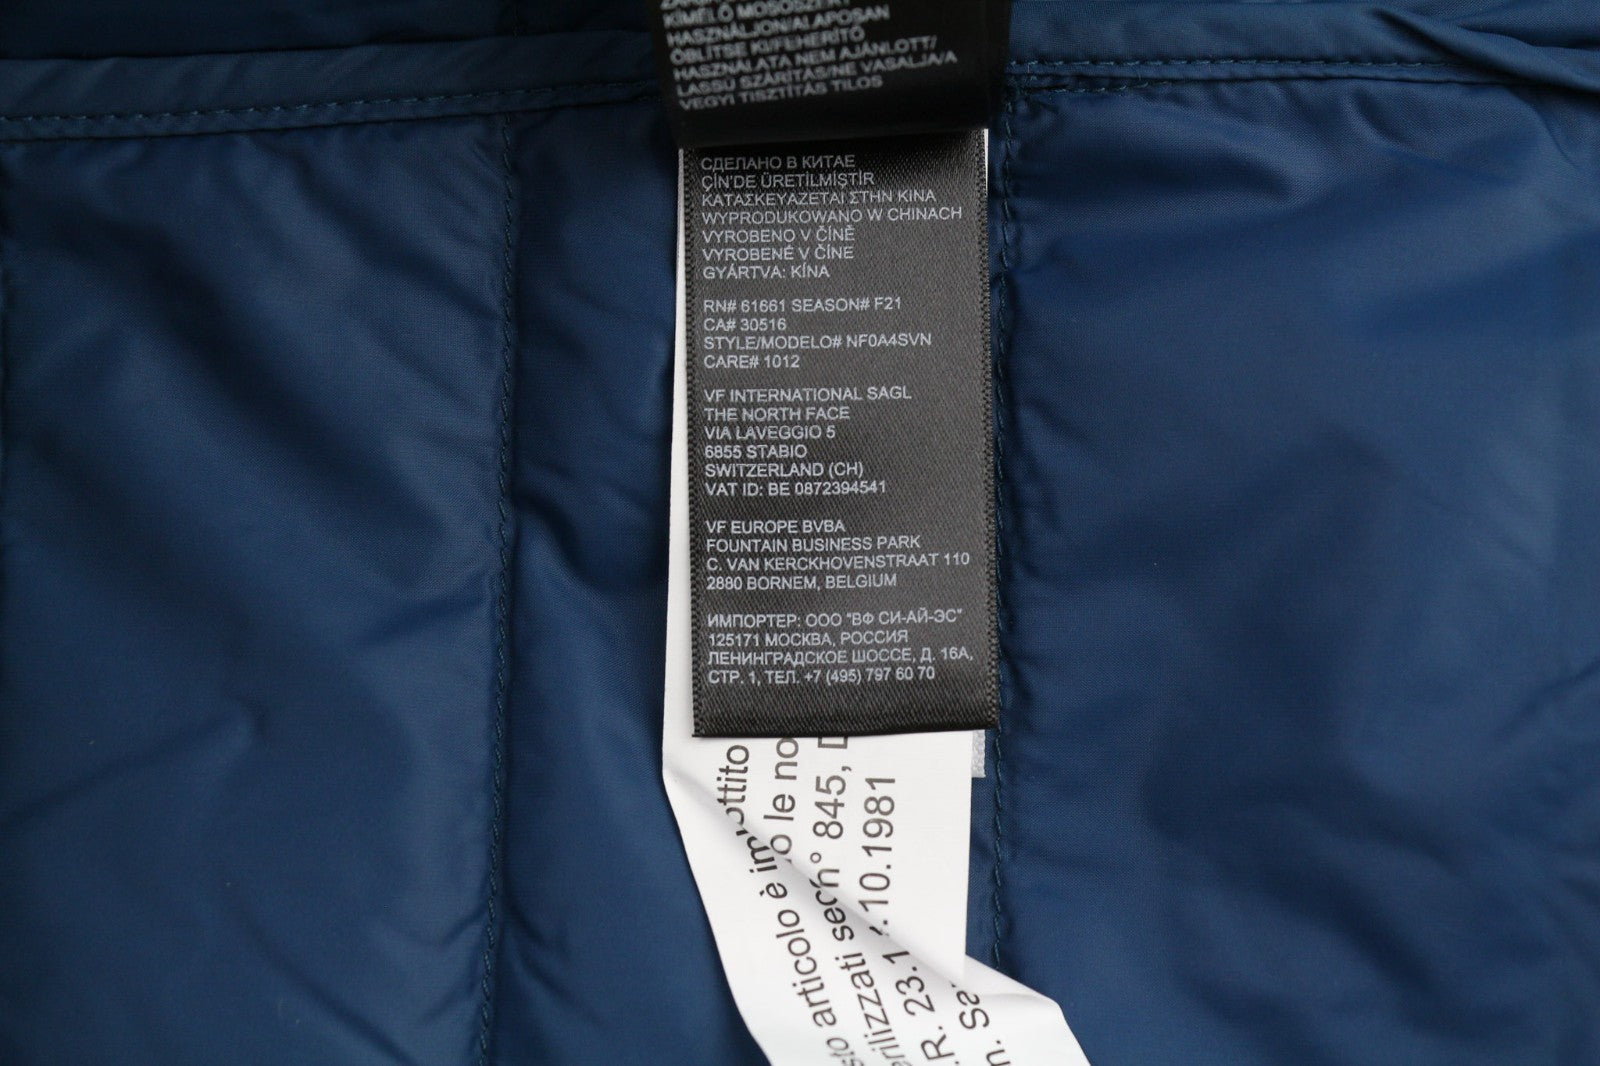 KÍMÉLŐ MOSÓSZERT
HASZNÁLJON/ALAPOSAN
ÖBLÍTSE KI/FEHÉRÍTŐ
HASZNÁLATA NEM AJÁNLOTT/
LASSÚ SZÁRÍTÁS/NE VASALJA/A
VEGYI TISZTÍTÁS TILOS
СДЕЛАНО В КИТАЕ
ÇİN'DE ÜRETİLMİŞTİR
ΚΑΤΑΣΚΕΥΑΖΕΤΑΙ ΣΤΗΝ ΚΙΝΑ
WYPRODUKOWANO W CHINACH
VYROBENO V ČÍNĚ
VYROBENÉ V ČÍNE
GYÁRTVA: KÍNA
RN# 61661 SEASON# F21
CA# 30516
STYLE/MODELO# NF0A4SVN
CARE# 1012
VF INTERNATIONAL SAGL
THE NORTH FACE
VIA LAVEGGIO 5
6855 STABIO
SWITZERLAND (CH)
VAT ID: BE 0872394541
VF EUROPE BVBA
FOUNTAIN BUSINESS PARK
C. VAN KERCKHOVENSTRAAT 110
2880 BORNEM, BELGIUM
ИМПОРТЕР: ООО "ВФ СИ-АЙ-ЭС"
125171 МОСКВА, РОССИЯ
ЛЕНИНГРАДСКОЕ ШОССЕ, Д. 16А,
СТР. 1, ТЕЛ. +7 (495) 797 60 70
articolo è
le no
845,
.R. 23.1 .10.1981
n. Sa